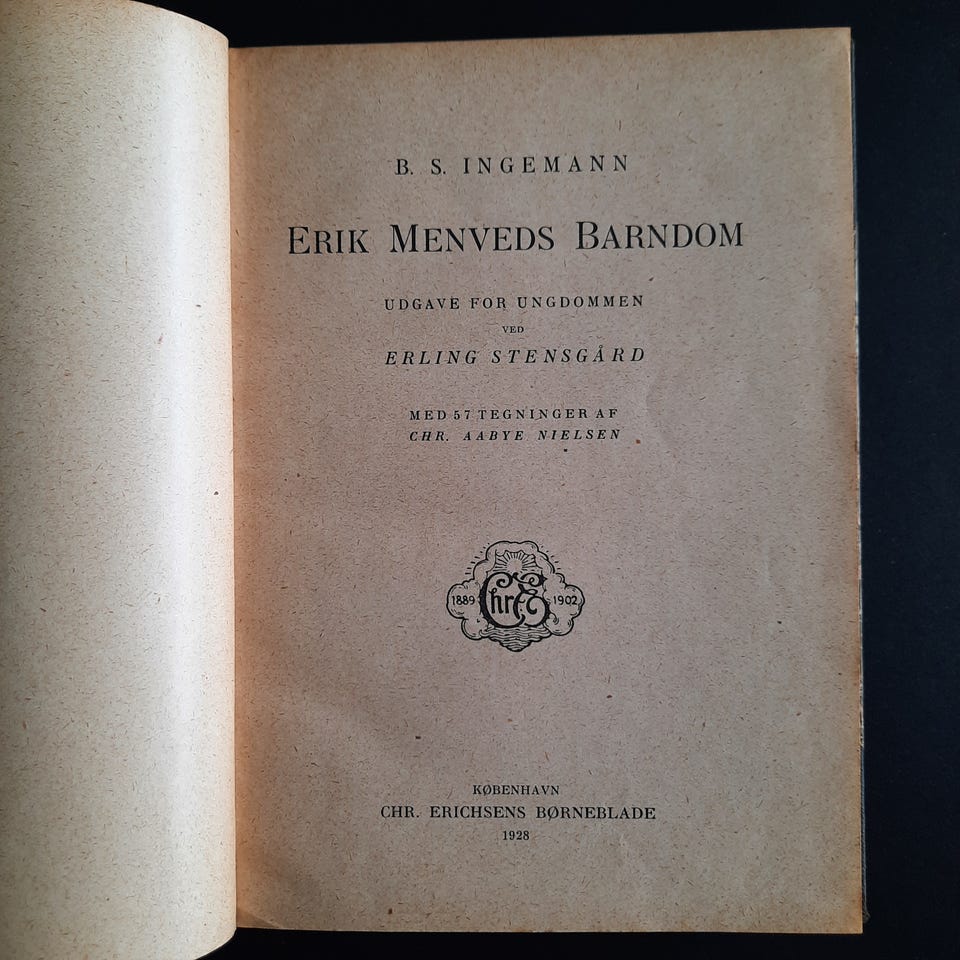 B. S. INGEMANN
ERIK MENVEDS BARNDOM
UDGAVE FOR UNGDOMMEN
VED
ERLING STENSGÅRD
MED 57 TEGNINGER AF
CHR. AABYE NIELSEN
1889 Chr. E 1902
KØBENHAVN
CHR. ERICHSENS BØRNEBLADE
1928